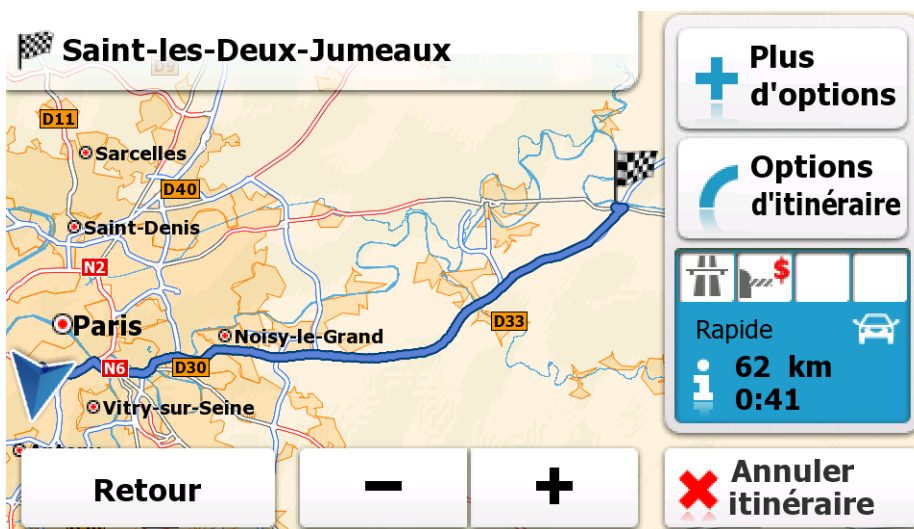 Saint-les-Deux-Jumeaux
Plus
d'options
D9
D11
Sarcelles
D40
Options
d'itinéraire
Saint-Denis
N2
$
Paris
Noisy-le-Grand
D33
Rapide
N6
D30
62 km
0:41
Vitry-sur-Seine
Retour
−
+
Annuler
itinéraire